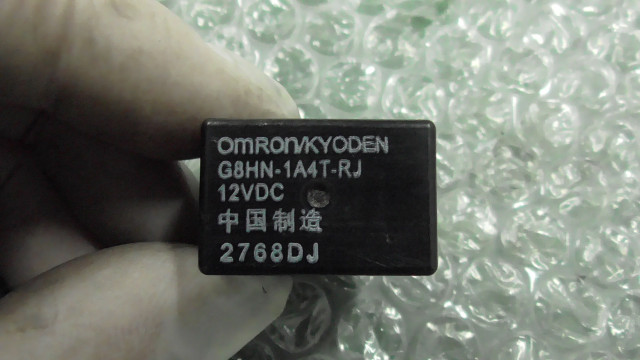 omron/KYODEN
G8HN-1A4T-RJ
12VDC
中国制造
2768DJ